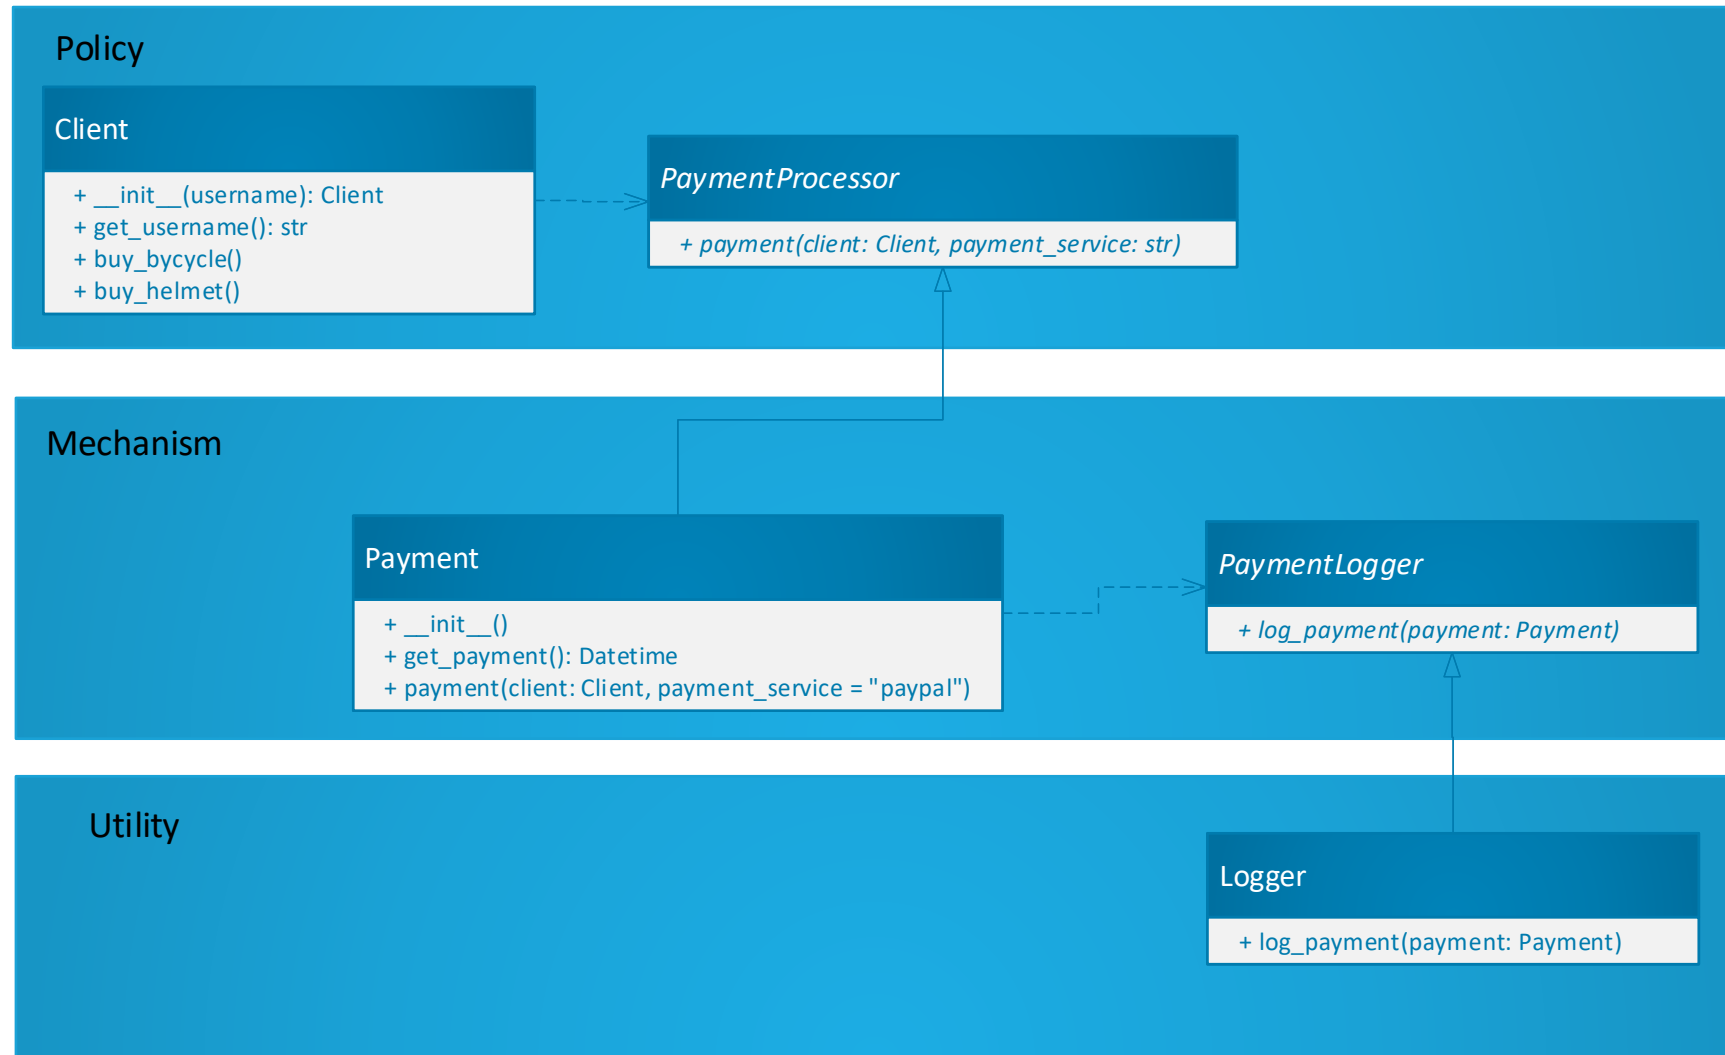 Policy
Client
+ __init__(username): Client
+ get_username(): str
+ buy_bycycle()
+ buy_helmet()
PaymentProcessor
+ payment(client: Client, payment_service: str)
Mechanism
Payment
+ __init__()
+ get_payment(): Datetime
+ payment(client: Client, payment_service = "paypal")
PaymentLogger
+ log_payment(payment: Payment)
Utility
Logger
+ log_payment(payment: Payment)